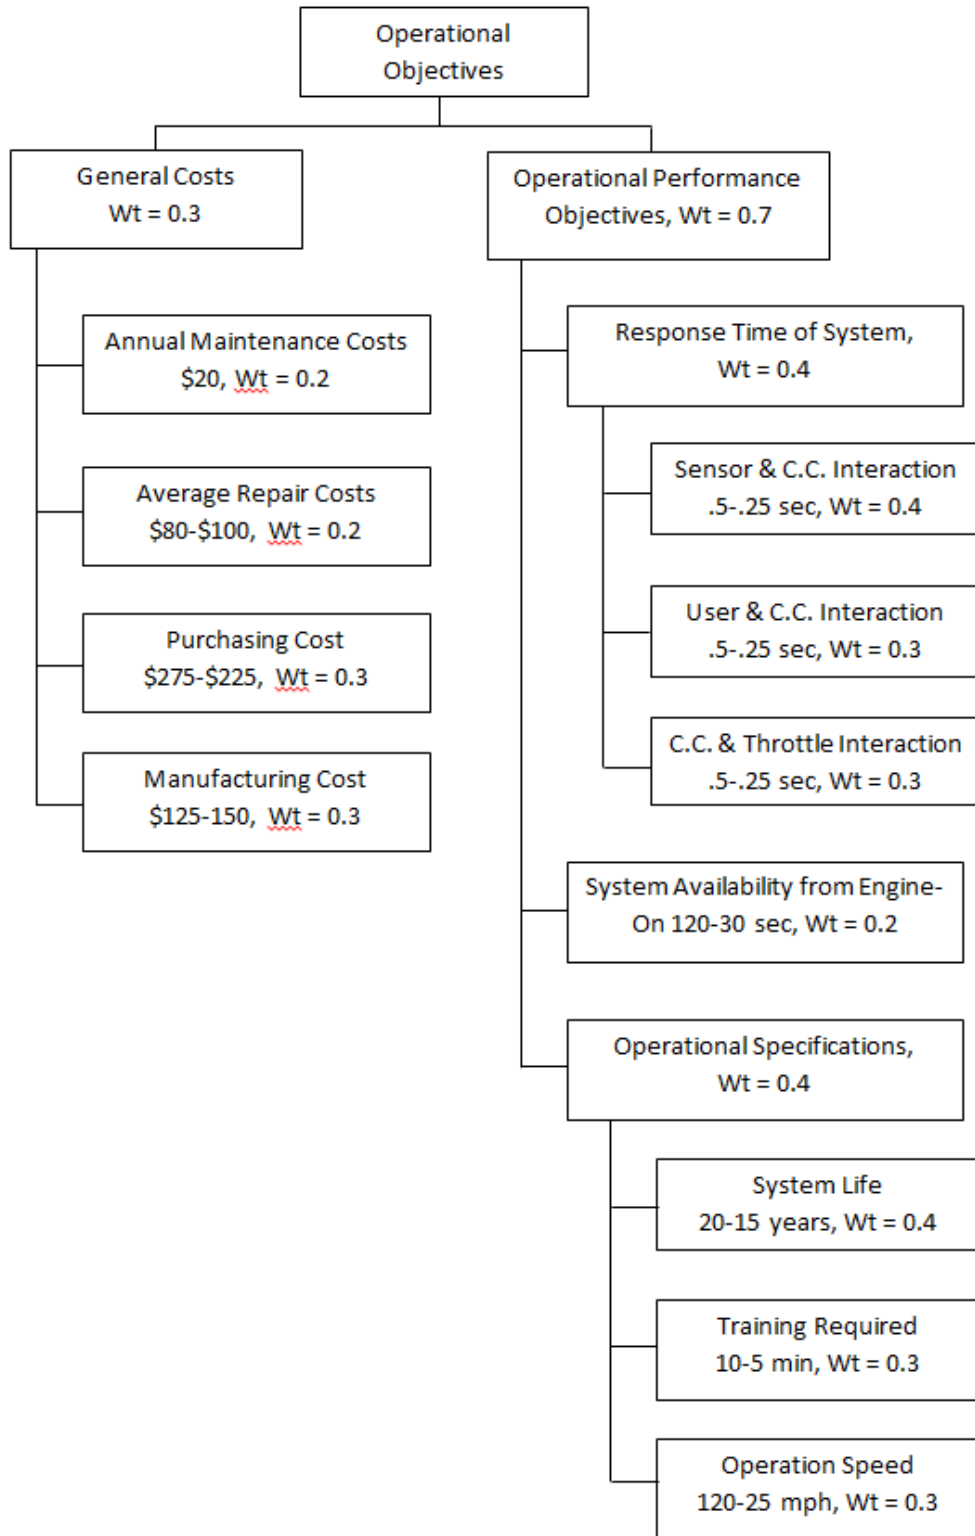 Operational
Objectives
General Costs
Wt = 0.3
Annual Maintenance Costs
$20, Wt = 0.2
Average Repair Costs
$80-$100, Wt = 0.2
Purchasing Cost
$275-$225, Wt = 0.3
Manufacturing Cost
$125-150, Wt = 0.3
Operational Performance
Objectives, Wt = 0.7
Response Time of System,
Wt = 0.4
Sensor & C.C. Interaction
.5-.25 sec, Wt = 0.4
User & C.C. Interaction
.5-.25 sec, Wt = 0.3
C.C. & Throttle Interaction
.5-.25 sec, Wt = 0.3
System Availability from Engine-
On 120-30 sec, Wt = 0.2
Operational Specifications,
Wt = 0.4
System Life
20-15 years, Wt = 0.4
Training Required
10-5 min, Wt = 0.3
Operation Speed
120-25 mph, Wt = 0.3